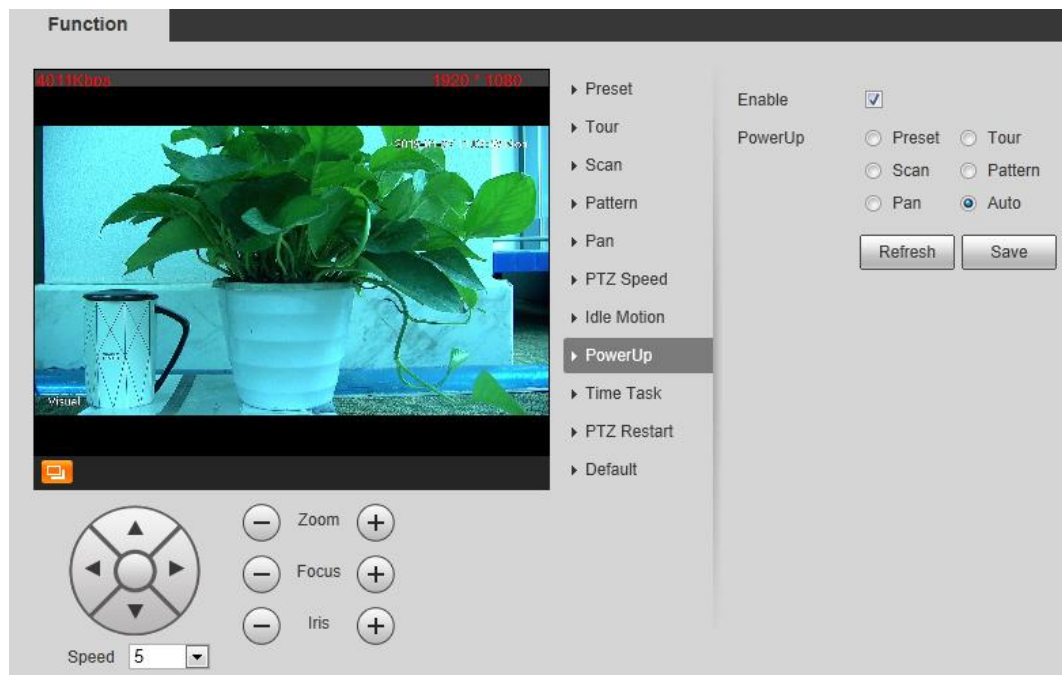 Function
4011Kbps
1920 * 1080
Visual
Preset
Tour
Scan
Pattern
Pan
PTZ Speed
Idle Motion
PowerUp
Time Task
PTZ Restart
Default
Enable
PowerUp
Preset Tour
Scan Pattern
Pan Auto
Refresh Save
Zoom
Focus
Iris
Speed 5